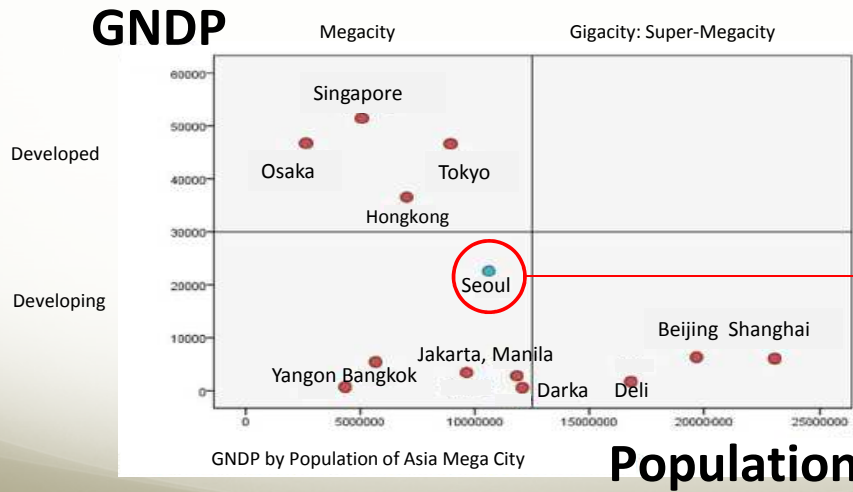 GNDP
Megacity Gigacity: Super-Megacity
60000
Singapore
50000
Developed
Osaka Tokyo
40000
Hongkong
30000
Seoul
20000
Developing
Beijing Shanghai
10000
Jakarta, Manila
Yangon Bangkok
0
Darka Deli
0 5000000 10000000 15000000 20000000 25000000
GNDP by Population of Asia Mega City
Population